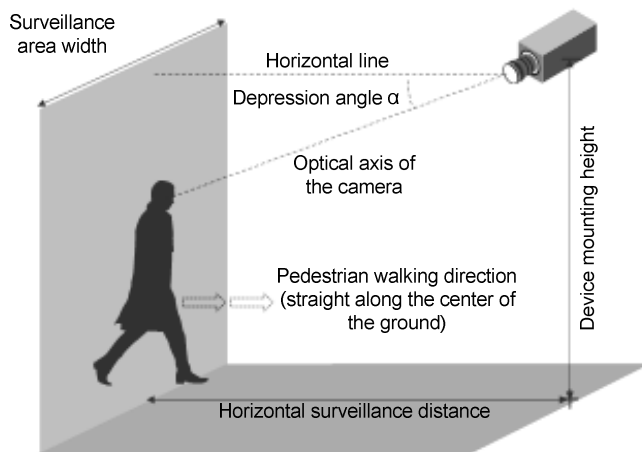 Surveillance
area width
Horizontal line
Depression angle α
Optical axis of
the camera
Pedestrian walking direction
(straight along the center of
the ground)
Device mounting height
Horizontal surveillance distance